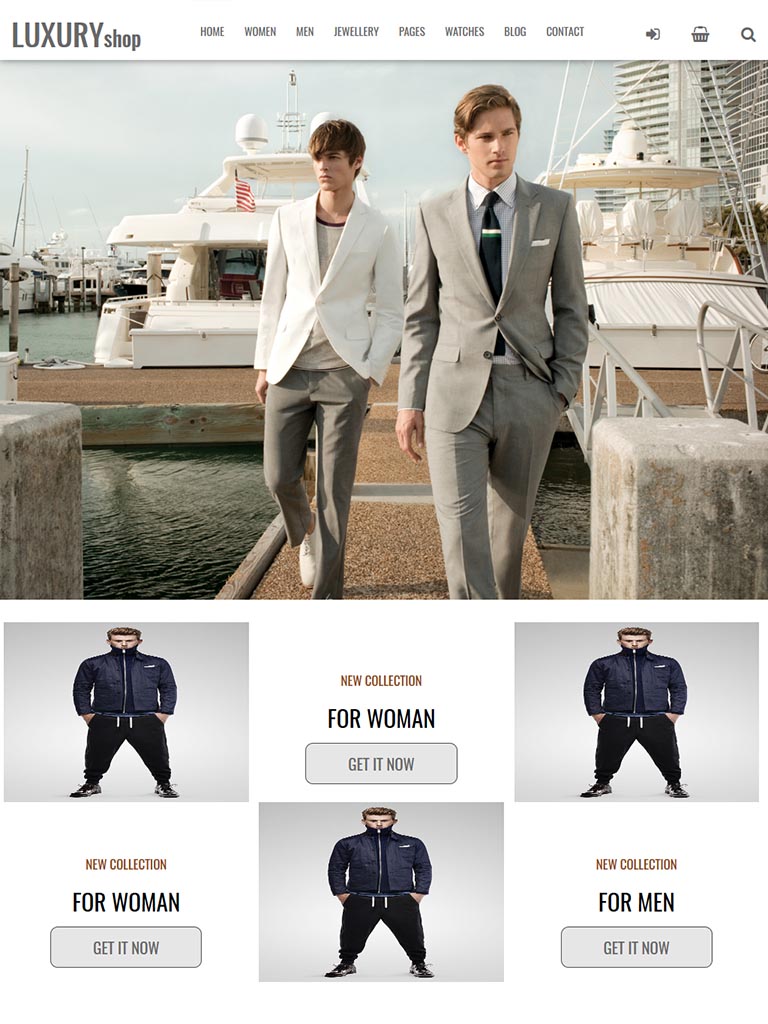 LUXURYshop
HOME WOMEN MEN JEWELLERY PAGES WATCHES BLOG CONTACT
NEW COLLECTION
FOR WOMAN
GET IT NOW
NEW COLLECTION
FOR WOMAN
GET IT NOW
NEW COLLECTION
FOR MEN
GET IT NOW